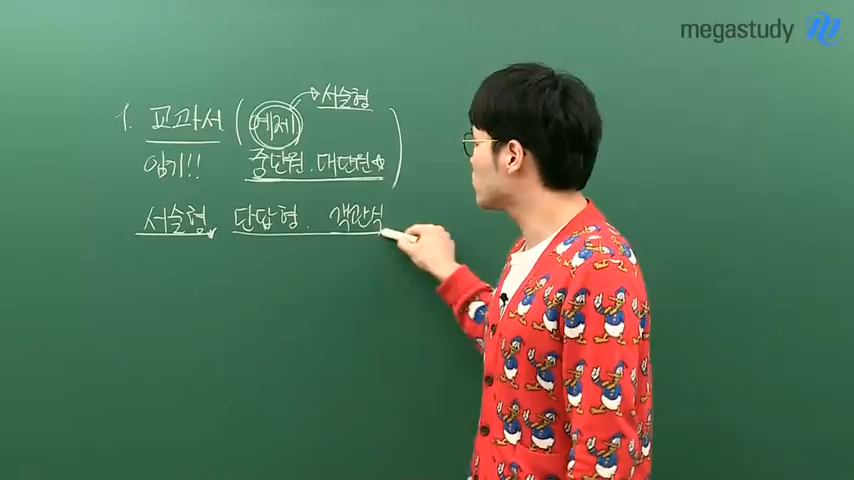 megastudy
서술형
1. 교과서 (예제)
암기!! 중단원. 대단원
서술형 단답형. 객관식